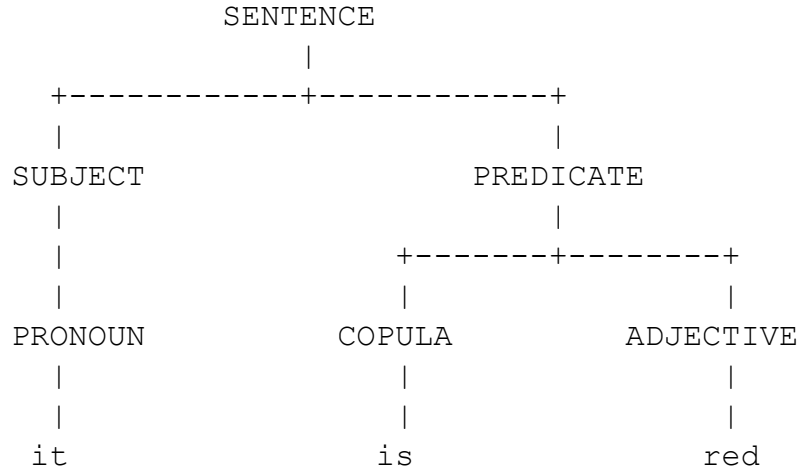 SENTENCE
SUBJECT PREDICATE
PRONOUN COPULA ADJECTIVE
it is red